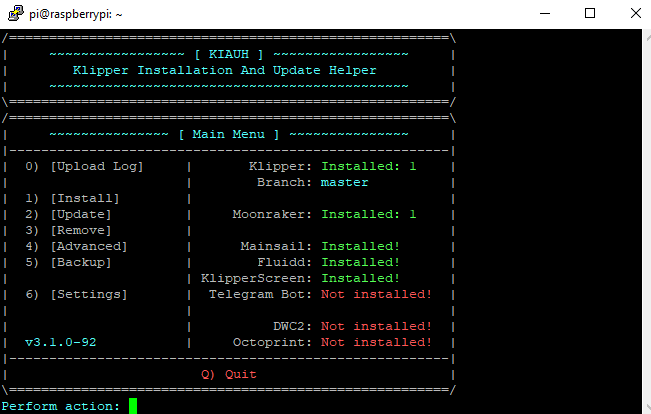 pi@raspberrypi: ~
/=======================================================\
|     ~~~~~~~~~~~~~~~~~ [ KIAUH ] ~~~~~~~~~~~~~~~~~     |
|        Klipper Installation And Update Helper         |
|     ~~~~~~~~~~~~~~~~~~~~~~~~~~~~~~~~~~~~~~~~~~~~~     |
\=======================================================/
/=======================================================\
|     ~~~~~~~~~~~~~~~ [ Main Menu ] ~~~~~~~~~~~~~~~     |
|-------------------------------------------------------|
|  0) [Upload Log]     |       Klipper: Installed: 1    |
|                      |        Branch: master          |
|  1) [Install]        |                                |
|  2) [Update]         |     Moonraker: Installed: 1    |
|  3) [Remove]         |                                |
|  4) [Advanced]       |      Mainsail: Installed!      |
|  5) [Backup]         |        Fluidd: Installed!      |
|                      | KlipperScreen: Installed!      |
|  6) [Settings]       |  Telegram Bot: Not installed!  |
|                      |                                |
|                      |          DWC2: Not installed!  |
|  v3.1.0-92           |     Octoprint: Not installed!  |
|-------------------------------------------------------|
|                        Q) Quit                        |
\=======================================================/
Perform action: